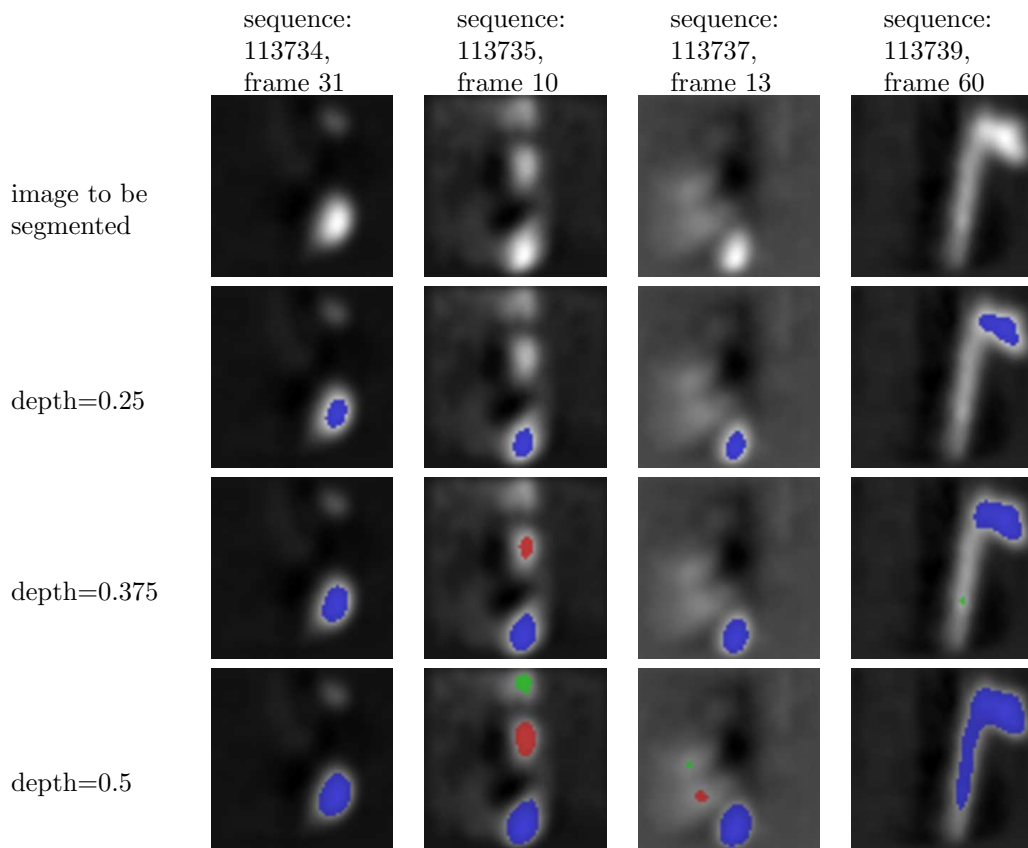 sequence:
113734,
frame 31
sequence:
113735,
frame 10
sequence:
113737,
frame 13
sequence:
113739,
frame 60
image to be
segmented
depth=0.25
depth=0.375
depth=0.5